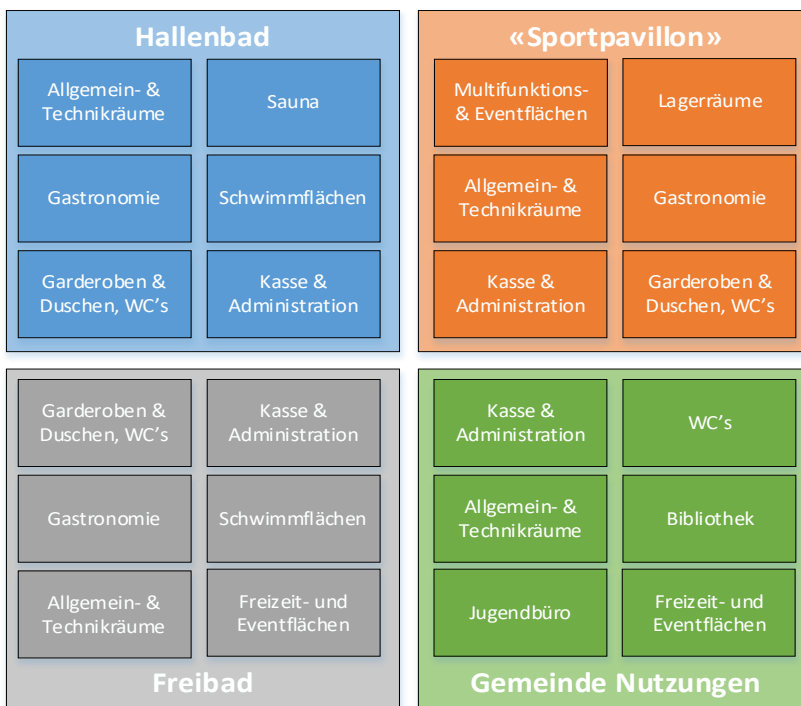 Hallenbad
Allgemein- &
Technikräume
Sauna
Gastronomie
Schwimmflächen
Garderoben &
Duschen, WC’s
Kasse &
Administration
«Sportpavillon»
Multifunktions-
& Eventflächen
Lagerräume
Allgemein- &
Technikräume
Gastronomie
Kasse &
Administration
Garderoben &
Duschen, WC’s
Garderoben &
Duschen, WC’s
Kasse &
Administration
Gastronomie
Schwimmflächen
Allgemein- &
Technikräume
Freizeit- und
Eventflächen
Freibad
Kasse &
Administration
WC’s
Allgemein- &
Technikräume
Bibliothek
Jugendbüro
Freizeit- und
Eventflächen
Gemeinde Nutzungen